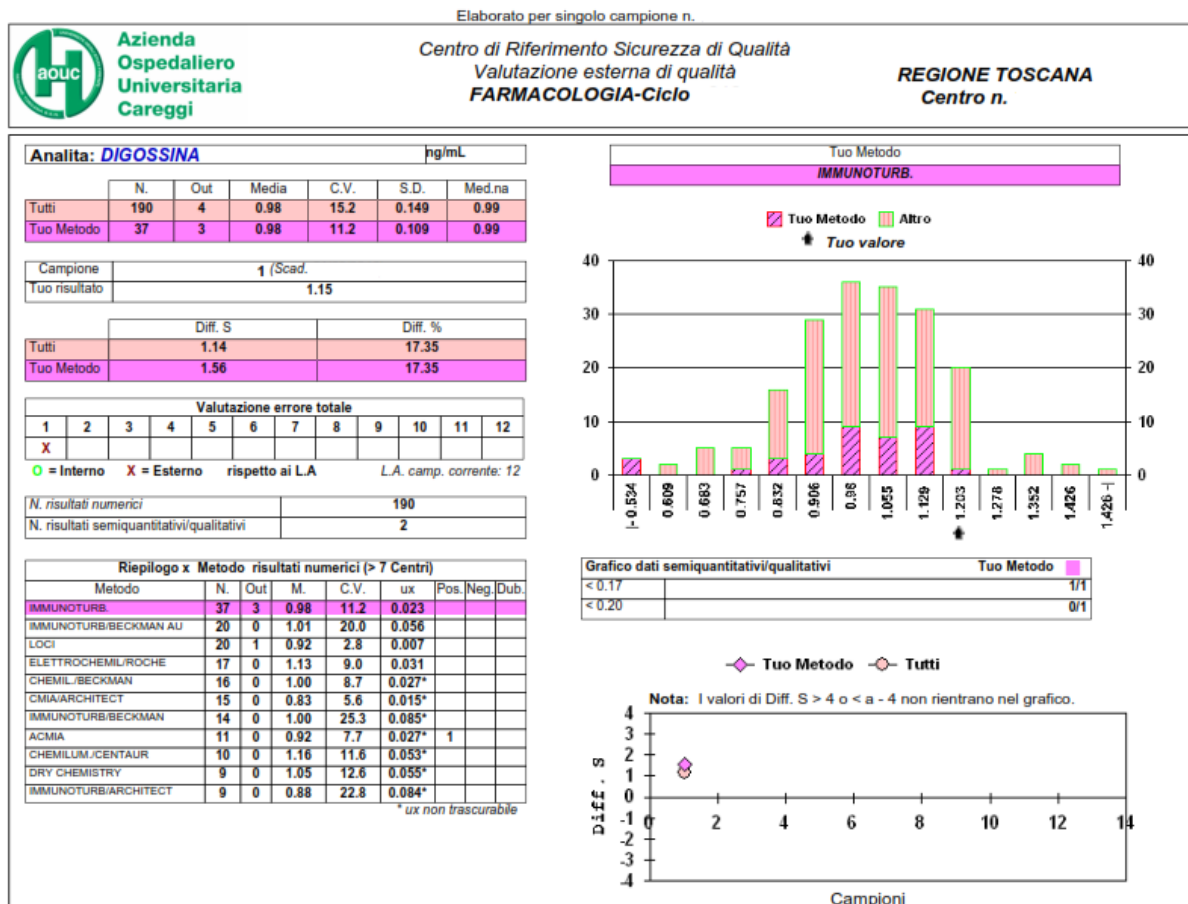 Elaborato per singolo campione n.
aouc
Azienda
Ospedaliero
Universitaria
Careggi
Centro di Riferimento Sicurezza di Qualità
Valutazione esterna di qualità
FARMACOLOGIA-Ciclo
REGIONE TOSCANA
Centro n.
Analita: DIGOSSINA ng/mL
N. Out Media C.V. S.D. Med.na
Tutti 190 4 0.98 15.2 0.149 0.99
Tuo Metodo 37 3 0.98 11.2 0.109 0.99
Campione 1 (Scad.
Tuo risultato 1.15
Diff. S Diff. %
Tutti 1.14 17.35
Tuo Metodo 1.56 17.35
Valutazione errore totale
1 2 3 4 5 6 7 8 9 10 11 12
X
O = Interno X = Esterno rispetto ai L.A L.A. camp. corrente: 12
N. risultati numerici 190
N. risultati semiquantitativi/qualitativi 2
Riepilogo x Metodo risultati numerici (> 7 Centri)
Metodo N. Out M. C.V. ux Pos. Neg. Dub.
IMMUNOTURB. 37 3 0.98 11.2 0.023
IMMUNOTURB/BECKMAN AU 20 0 1.01 20.0 0.056
LOCI 20 1 0.92 2.8 0.007
ELETTROCHEMIL/ROCHE 17 0 1.13 9.0 0.031
CHEMIL./BECKMAN 16 0 1.00 8.7 0.027*
CMIA/ARCHITECT 15 0 0.83 5.6 0.015*
IMMUNOTURB/BECKMAN 14 0 1.00 25.3 0.085*
ACMIA 11 0 0.92 7.7 0.027* 1
CHEMILUM./CENTAUR 10 0 1.16 11.6 0.053*
DRY CHEMISTRY 9 0 1.05 12.6 0.055*
IMMUNOTURB/ARCHITECT 9 0 0.88 22.8 0.084*
* ux non trascurabile
Tuo Metodo
IMMUNOTURB.
Tuo Metodo Altro
Tuo valore
40 40
30 30
20 20
10 10
0 0
|- 0.534 0.609 0.683 0.757 0.832 0.906 0.98 1.055 1.129 1.203 1.278 1.352 1.426 1.426 -|
Grafico dati semiquantitativi/qualitativi Tuo Metodo
< 0.17 1/1
< 0.20 0/1
Tuo Metodo Tutti
Nota: I valori di Diff. S > 4 o < a - 4 non rientrano nel grafico.
Diff. S
4
3
2
1
0
-1
-2
-3
-4
0 2 4 6 8 10 12 14
Campioni